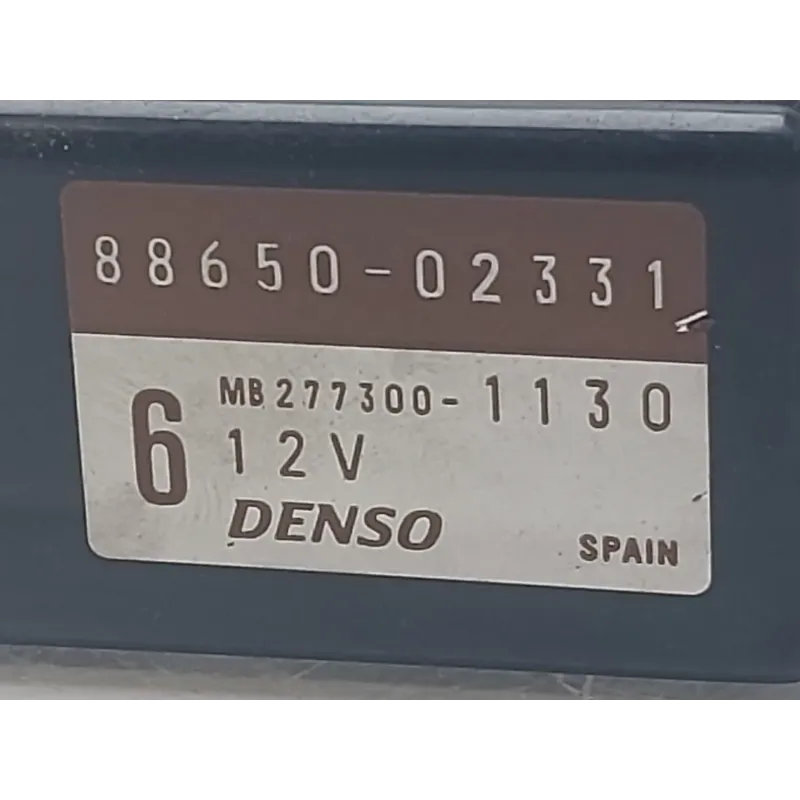 88650-02331
6 MB277300-1130
12V
DENSO SPAIN